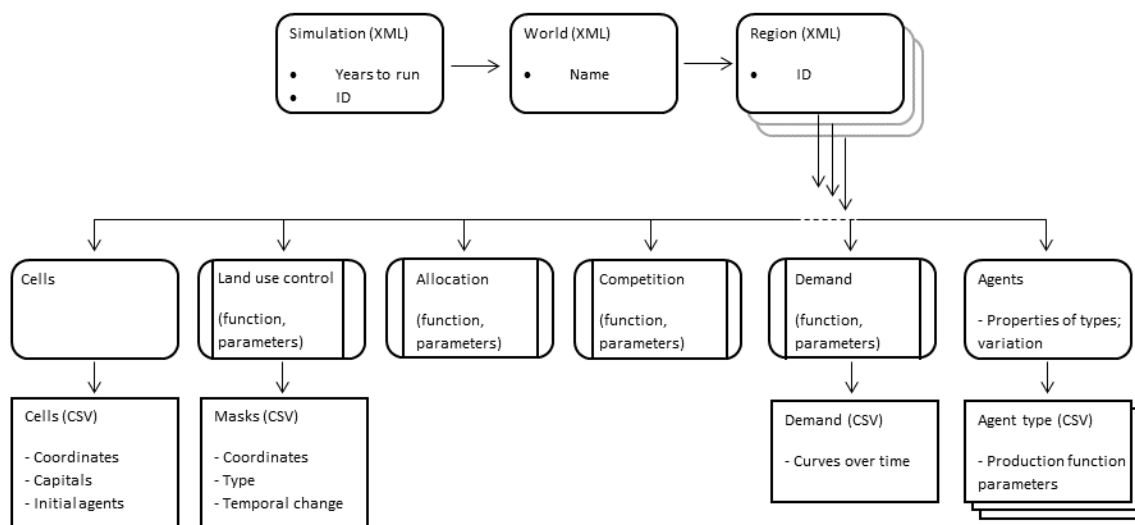 Simulation (XML)
• Years to run
• ID
World (XML)
• Name
Region (XML)
• ID
Cells
Land use control
(function,
parameters)
Allocation
(function,
parameters)
Competition
(function,
parameters)
Demand
(function,
parameters)
Agents
- Properties of types;
variation
Cells (CSV)
- Coordinates
- Capitals
- Initial agents
Masks (CSV)
- Coordinates
- Type
- Temporal change
Demand (CSV)
- Curves over time
Agent type (CSV)
- Production function
parameters